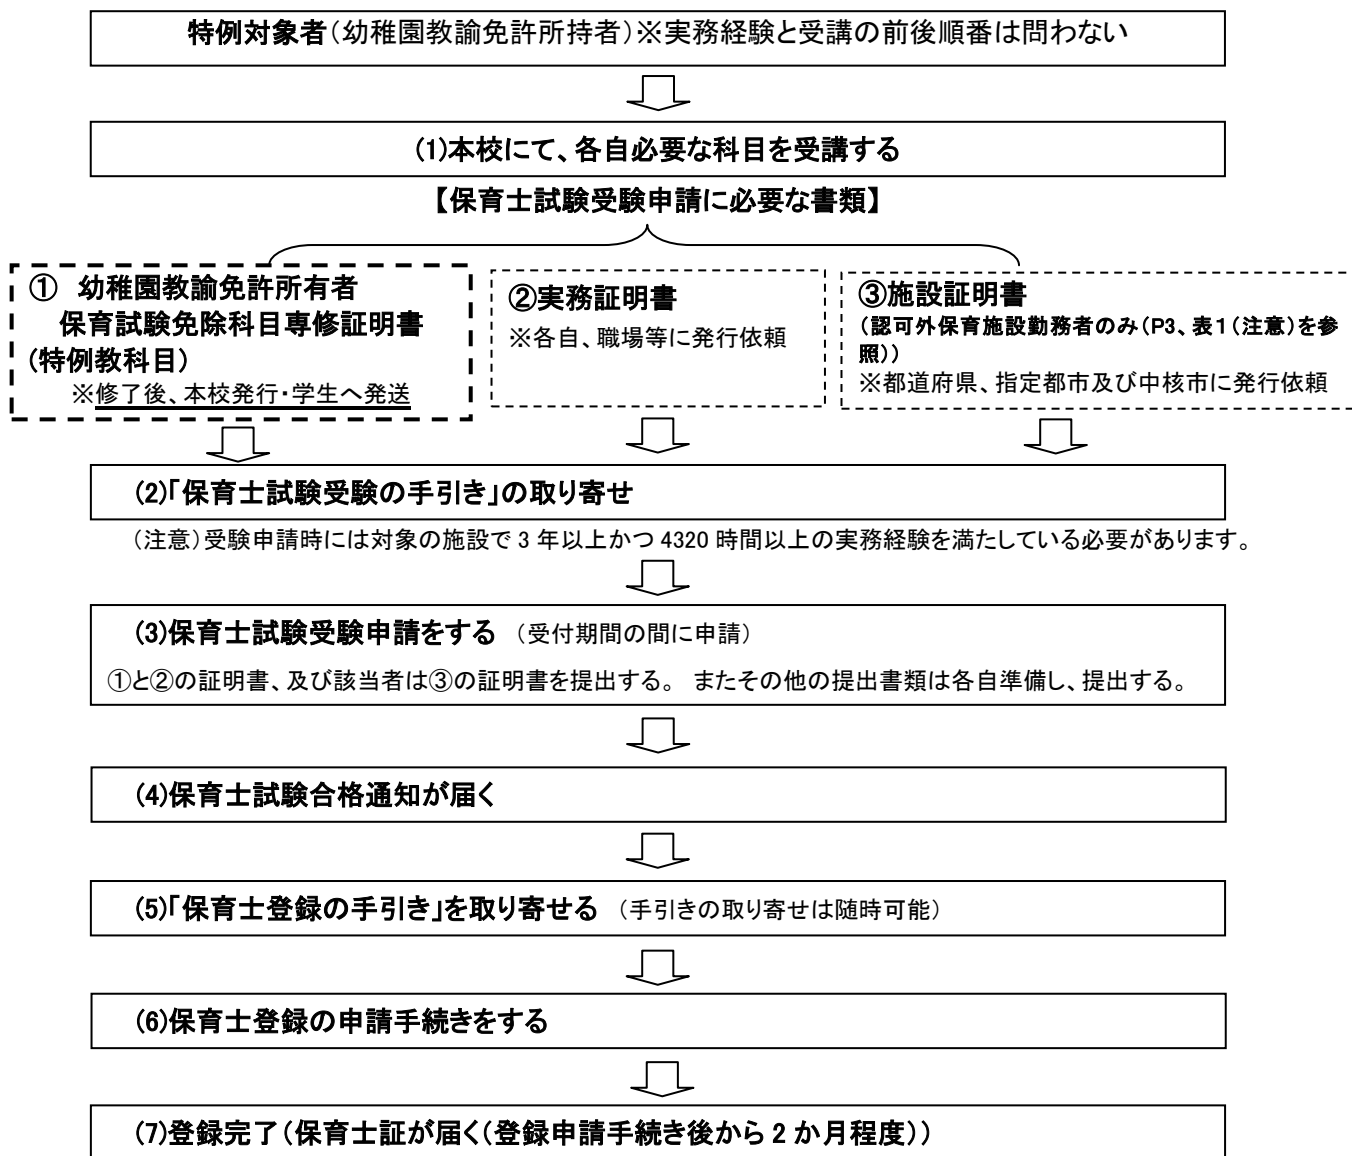 特例対象者(幼稚園教諭免許所持者)※実務経験と受講の前後順番は問わない
(1)本校にて、各自必要な科目を受講する
【保育士試験受験申請に必要な書類】
① 幼稚園教諭免許所有者
保育試験免除科目専修証明書
(特例教科目)
※修了後、本校発行・学生へ発送
②実務証明書
※各自、職場等に発行依頼
③施設証明書
(認可外保育施設勤務者のみ(P3、表1(注意)を参
照))
※都道府県、指定都市及び中核市に発行依頼
(2)「保育士試験受験の手引き」の取り寄せ
(注意)受験申請時には対象の施設で 3 年以上かつ 4320 時間以上の実務経験を満たしている必要があります。
(3)保育士試験受験申請をする (受付期間の間に申請)
①と②の証明書、及び該当者は③の証明書を提出する。 またその他の提出書類は各自準備し、提出する。
(4)保育士試験合格通知が届く
(5)「保育士登録の手引き」を取り寄せる (手引きの取り寄せは随時可能)
(6)保育士登録の申請手続きをする
(7)登録完了(保育士証が届く(登録申請手続き後から 2 か月程度))